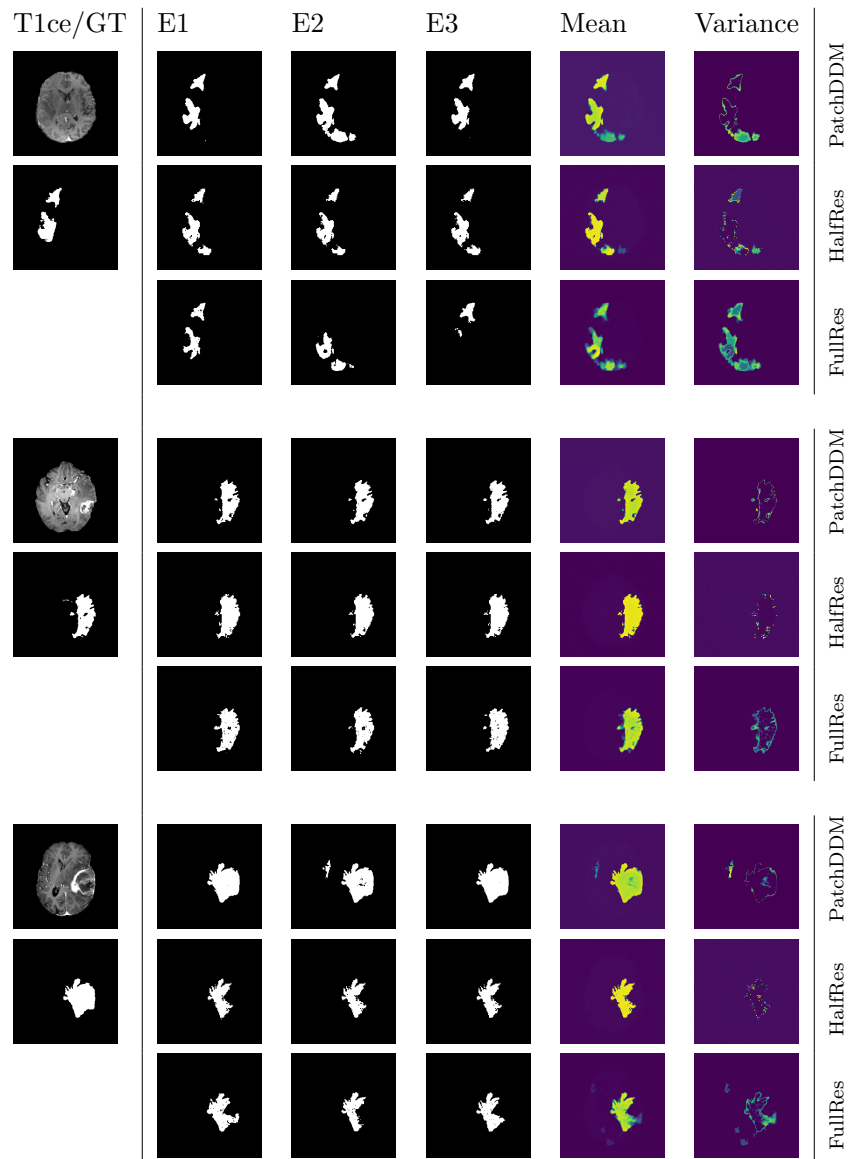 T1ce/GT E1 E2 E3 Mean Variance
PatchDDM
HalfRes
FullRes
PatchDDM
HalfRes
FullRes
PatchDDM
HalfRes
FullRes